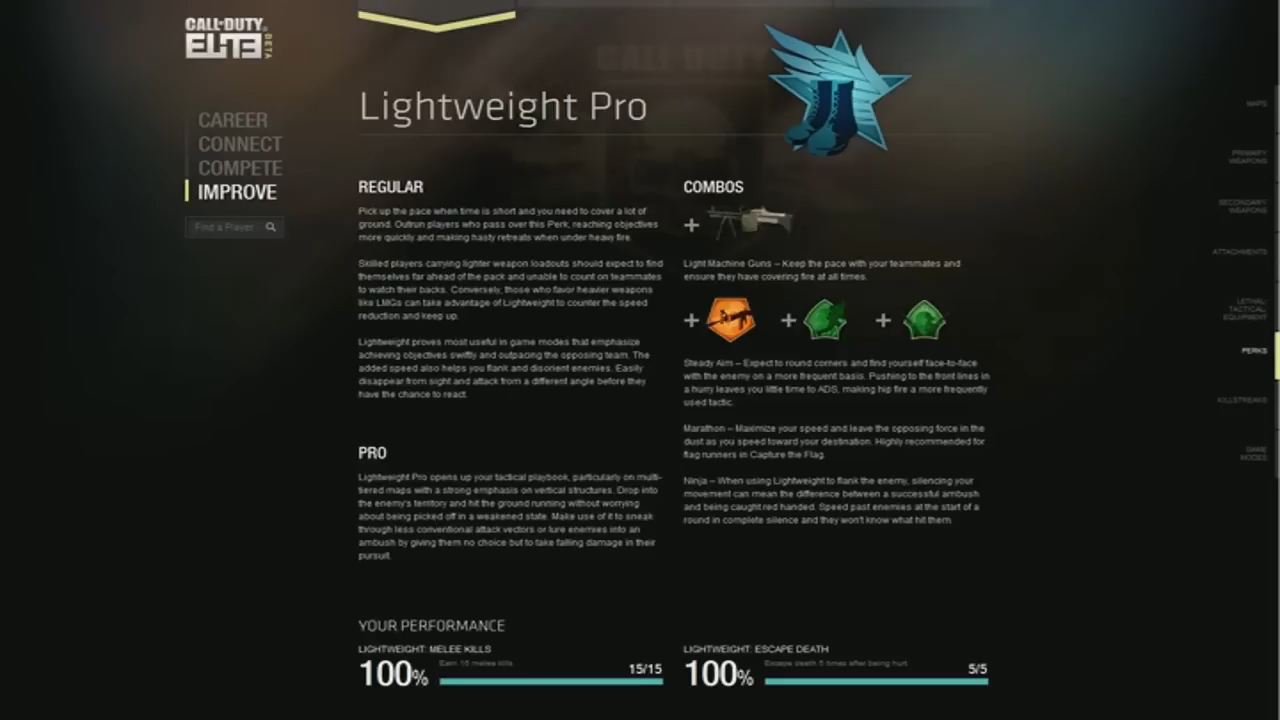 CALL OF DUTY
ELITE BETA
CAREER
CONNECT
COMPETE
IMPROVE
Find a Player
Lightweight Pro
REGULAR
Pick up the pace when time is short and you need to cover a lot of
ground. Outrun players who pass over this Perk, reaching objectives
more quickly and making hasty retreats when under heavy fire.
Skilled players carrying lighter weapon loadouts should expect to find
themselves far ahead of the pack and unable to count on teammates
to watch their backs. Conversely, those who favor heavier weapons
like LMGs can take advantage of Lightweight to counter the speed
reduction and keep up.
Lightweight proves most useful in game modes that emphasize
achieving objectives swiftly and outpacing the opposing team. The
added speed also helps you flank and disorient enemies. Easily
disappear from sight and attack from a different angle before they
have the chance to react.
PRO
Lightweight Pro opens up your tactical playbook, particularly on multi-
tiered maps with a strong emphasis on vertical structures. Drop into
the enemy's territory and hit the ground running without worrying
about being picked off in a weakened state. Make use of it to sneak
through less conventional attack vectors or lure enemies into an
ambush by giving them no choice but to take falling damage in their
pursuit.
COMBOS
+
Light Machine Guns – Keep the pace with your teammates and
ensure they have covering fire at all times.
+ + +
Steady Aim – Expect to round corners and find yourself face-to-face
with the enemy on a more frequent basis. Pushing to the front lines in
a hurry leaves you little time to ADS, making hip fire a more frequently
used tactic.
Marathon – Maximize your speed and leave the opposing force in the
dust as you speed toward your destination. Highly recommended for
flag runners in Capture the Flag.
Ninja – When using Lightweight to flank the enemy, silencing your
movement can mean the difference between a successful ambush
and being caught red handed. Speed past enemies at the start of a
round in complete silence and they won't know what hit them.
YOUR PERFORMANCE
LIGHTWEIGHT: MELEE KILLS
100%
Earn 15 melee kills
15/15
LIGHTWEIGHT: ESCAPE DEATH
100%
Escape death 5 times after being hurt
5/5
MAPS
PRIMARY
WEAPONS
SECONDARY
WEAPONS
ATTACHMENTS
LETHAL-
TACTICAL
EQUIPMENT
PERKS
KILLSTREAKS
GAME
MODES